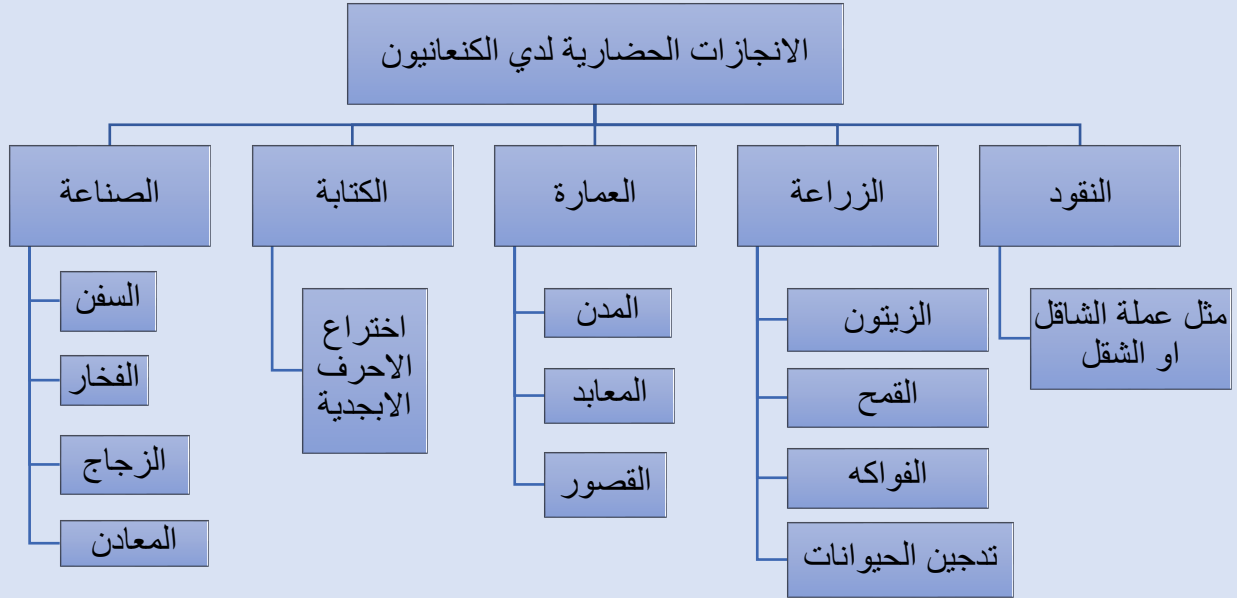 الانجازات الحضارية لدي الكنعانيون
النقود
مثل عملة الشاقل
او الشقل
الزراعة
الزيتون
القمح
الفواكه
تدجين الحيوانات
العمارة
المدن
المعابد
القصور
الكتابة
اختراع
الاحرف
الابجدية
الصناعة
السفن
الفخار
الزجاج
المعادن